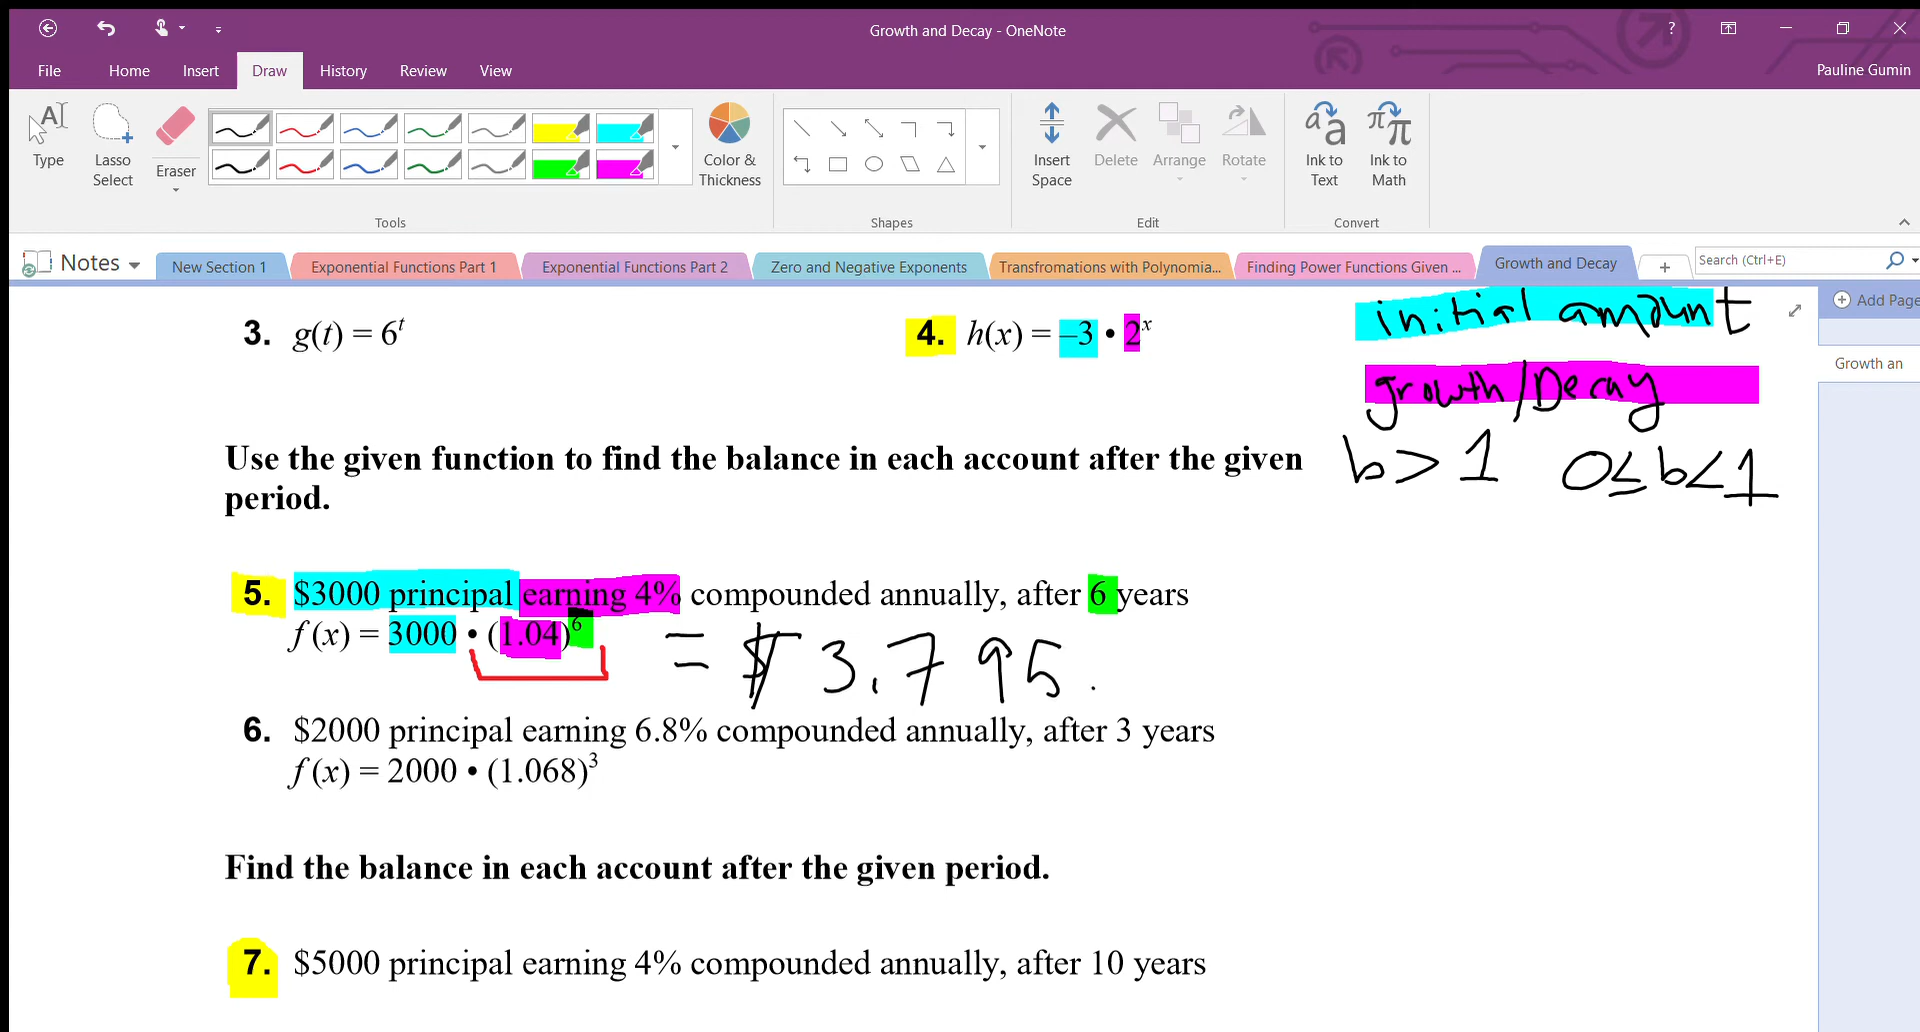 Growth and Decay - OneNote
?
File Home Insert Draw History Review View
Pauline Gumin
Type
Lasso Select
Eraser
Color & Thickness
Insert Space
Delete
Arrange
Rotate
Ink to Text
Ink to Math
Tools
Shapes
Edit
Convert
Notes
New Section 1
Exponential Functions Part 1
Exponential Functions Part 2
Zero and Negative Exponents
Transfromations with Polynomia...
Finding Power Functions Given ...
Growth and Decay
+
Search (Ctrl+E)
Add Page
Growth an
initial amount
3. g(t) = 6^t
4. h(x) = –3 • 2^x
growth/Decay
b > 1 0 ≤ b < 1
Use the given function to find the balance in each account after the given
period.
5. $3000 principal earning 4% compounded annually, after 6 years
f(x) = 3000 • (1.04)^6 = $ 3,795.
6. $2000 principal earning 6.8% compounded annually, after 3 years
f(x) = 2000 • (1.068)^3
Find the balance in each account after the given period.
7. $5000 principal earning 4% compounded annually, after 10 years